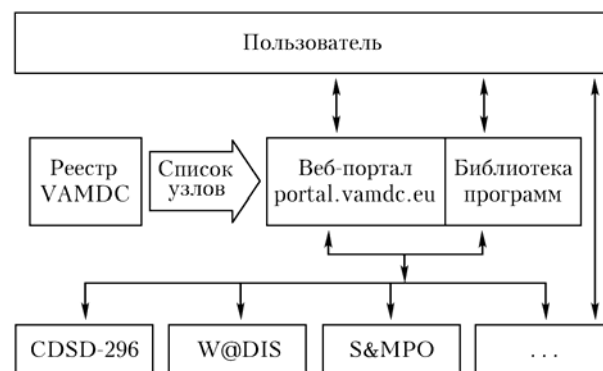 Пользователь
Реестр
VAMDC
Список
узлов
Веб-портал
portal.vamdc.eu
Библиотека
программ
CDSD-296
W@DIS
S&MPO
...